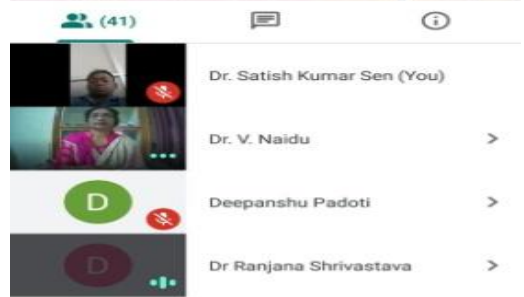 (41)
Dr. Satish Kumar Sen (You)
Dr. V. Naidu
D
Deepanshu Padoti
D
Dr Ranjana Shrivastava